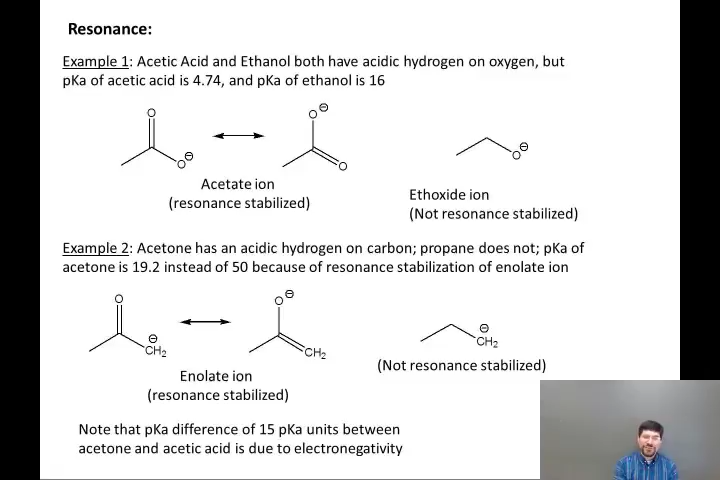 Resonance:
Example 1: Acetic Acid and Ethanol both have acidic hydrogen on oxygen, but
pKa of acetic acid is 4.74, and pKa of ethanol is 16
O
O
⊖
O
⊖
O
O
⊖
Acetate ion
(resonance stabilized)
Ethoxide ion
(Not resonance stabilized)
Example 2: Acetone has an acidic hydrogen on carbon; propane does not; pKa of
acetone is 19.2 instead of 50 because of resonance stabilization of enolate ion
O
⊖
CH2
O
⊖
CH2
⊖
CH2
Enolate ion
(resonance stabilized)
(Not resonance stabilized)
Note that pKa difference of 15 pKa units between
acetone and acetic acid is due to electronegativity